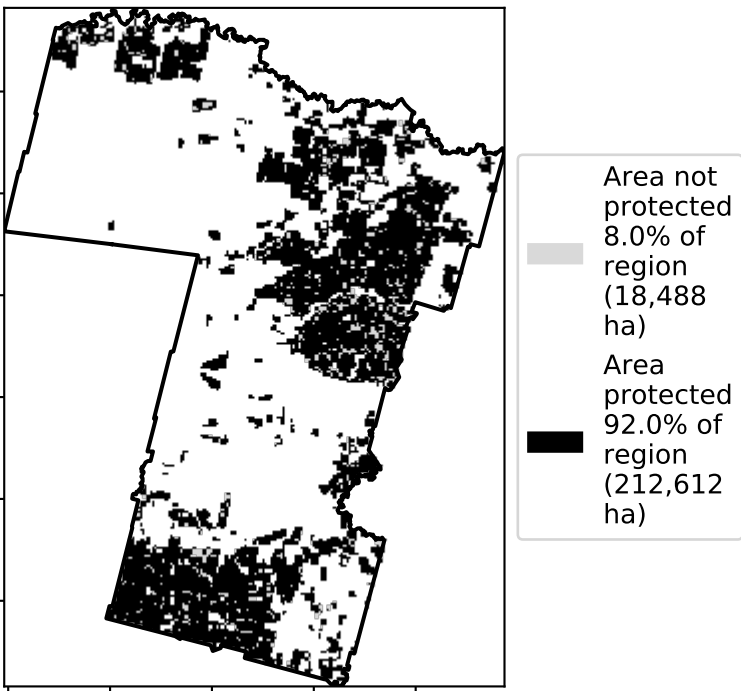 Area not
protected
8.0% of
region
(18,488
ha)
Area
protected
92.0% of
region
(212,612
ha)